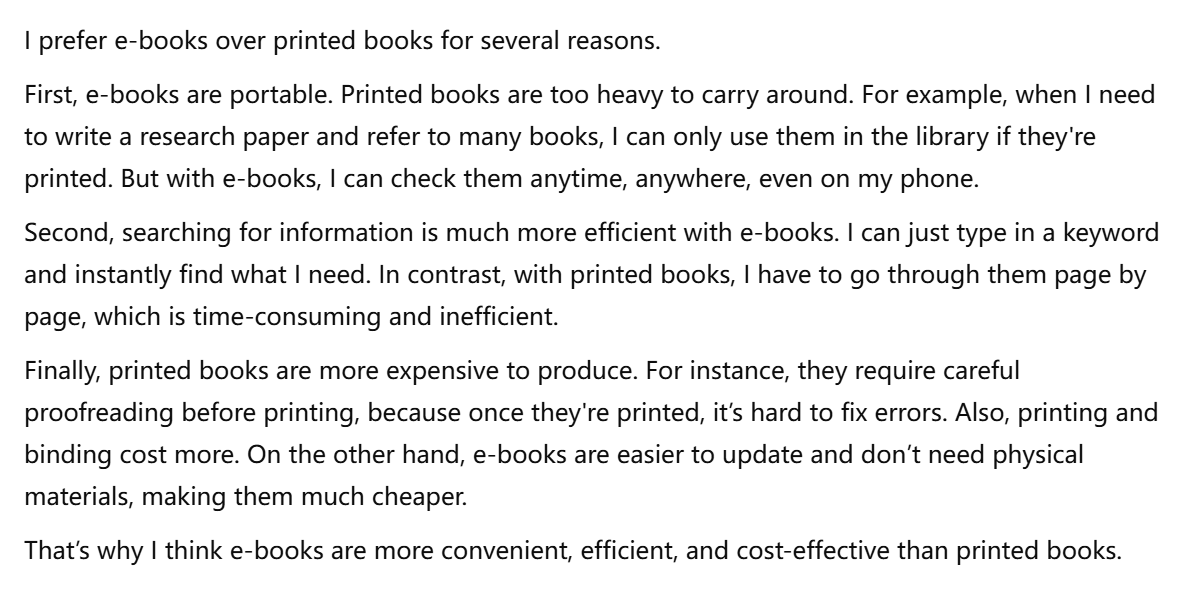 I prefer e-books over printed books for several reasons.
First, e-books are portable. Printed books are too heavy to carry around. For example, when I need
to write a research paper and refer to many books, I can only use them in the library if they're
printed. But with e-books, I can check them anytime, anywhere, even on my phone.
Second, searching for information is much more efficient with e-books. I can just type in a keyword
and instantly find what I need. In contrast, with printed books, I have to go through them page by
page, which is time-consuming and inefficient.
Finally, printed books are more expensive to produce. For instance, they require careful
proofreading before printing, because once they're printed, it’s hard to fix errors. Also, printing and
binding cost more. On the other hand, e-books are easier to update and don’t need physical
materials, making them much cheaper.
That’s why I think e-books are more convenient, efficient, and cost-effective than printed books.